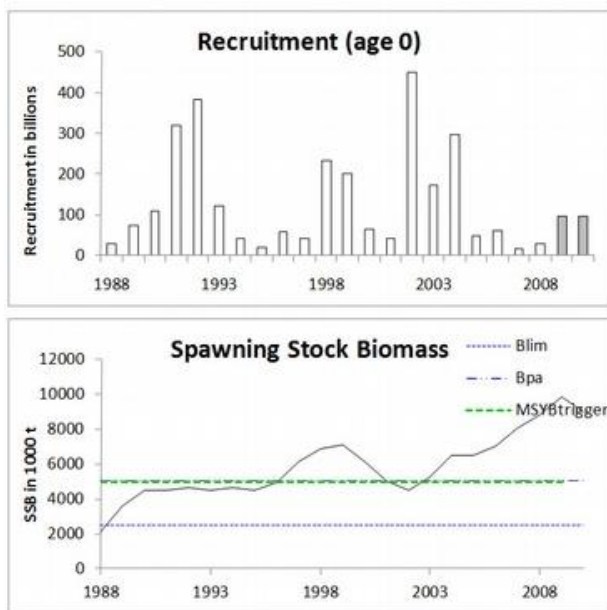 Recruitment (age 0)
Recruitment in billions
500
400
300
200
100
0
1988 1993 1998 2003 2008
Spawning Stock Biomass
Blim
Bpa
MSYBtrigger
SSB in 1000 t
12000
10000
8000
6000
4000
2000
0
1988 1993 1998 2003 2008